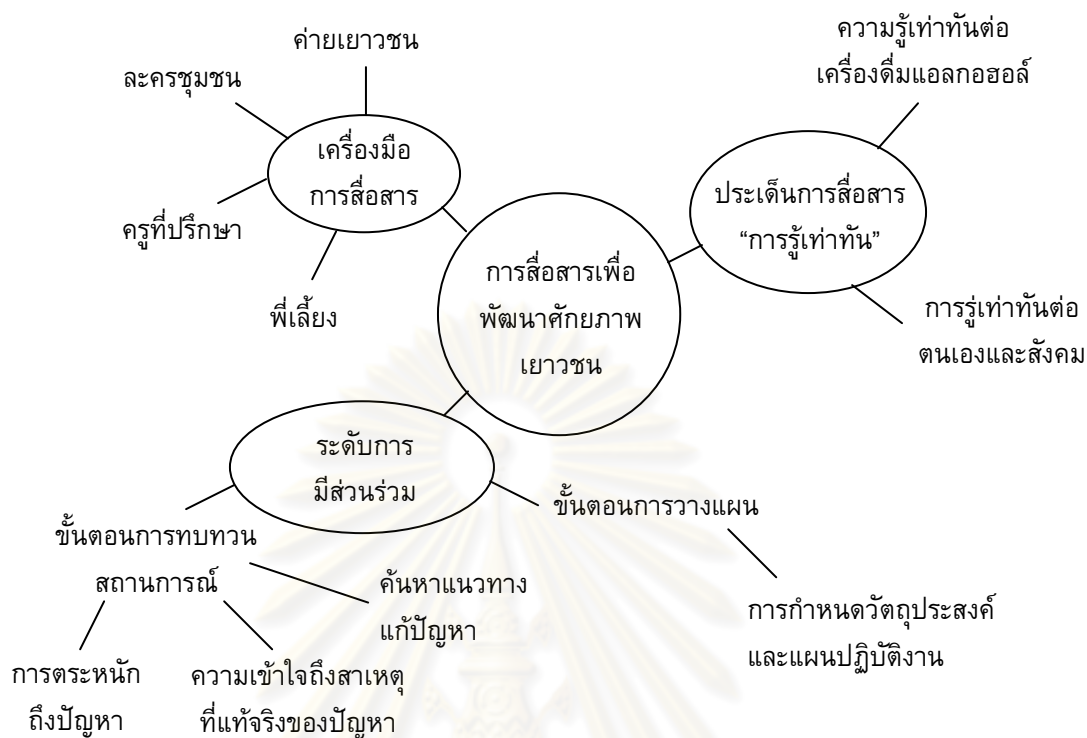 ค่ายเยาวชน
ละครชุมชน
เครื่องมือ
การสื่อสาร
ครูที่ปรึกษา
พี่เลี้ยง
ความรู้เท่าทันต่อ
เครื่องดื่มแอลกอฮอล์
ประเด็นการสื่อสาร
“การรู้เท่าทัน”
การรู่เท่าทันต่อ
ตนเองและสังคม
การสื่อสารเพื่อ
พัฒนาศักยภาพ
เยาวชน
ระดับการ
มีส่วนร่วม
ขั้นตอนการทบทวน
สถานการณ์
การตระหนัก
ถึงปัญหา
ความเข้าใจถึงสาเหตุ
ที่แท้จริงของปัญหา
ค้นหาแนวทาง
แก้ปัญหา
ขั้นตอนการวางแผน
การกำหนดวัตถุประสงค์
และแผนปฏิบัติงาน